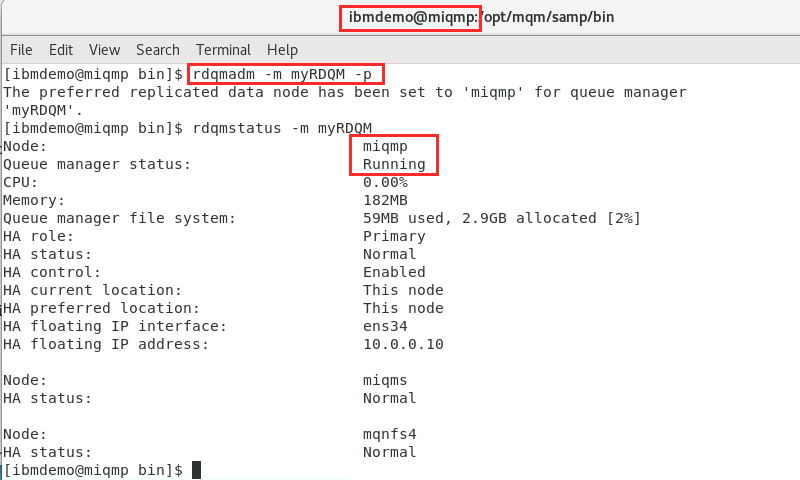 ibmdemo@miqmp:/opt/mqm/samp/bin
File Edit View Search Terminal Help
[ibmdemo@miqmp bin]$ rdqmadm -m myRDQM -p
The preferred replicated data node has been set to 'miqmp' for queue manager
'myRDQM'.
[ibmdemo@miqmp bin]$ rdqmstatus -m myRDQM
Node: miqmp
Queue manager status: Running
CPU: 0.00%
Memory: 182MB
Queue manager file system: 59MB used, 2.9GB allocated [2%]
HA role: Primary
HA status: Normal
HA control: Enabled
HA current location: This node
HA preferred location: This node
HA floating IP interface: ens34
HA floating IP address: 10.0.0.10
Node: miqms
HA status: Normal
Node: mqnfs4
HA status: Normal
[ibmdemo@miqmp bin]$